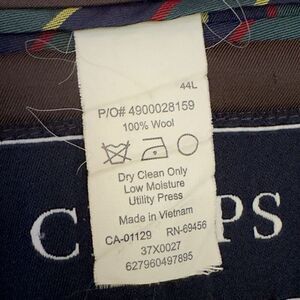 44L
P/O# 4900028159
100% Wool
Dry Clean Only
Low Moisture
Utility Press
Made in Vietnam
CA-01129 RN-69456
37X0027
627960497895
C PS